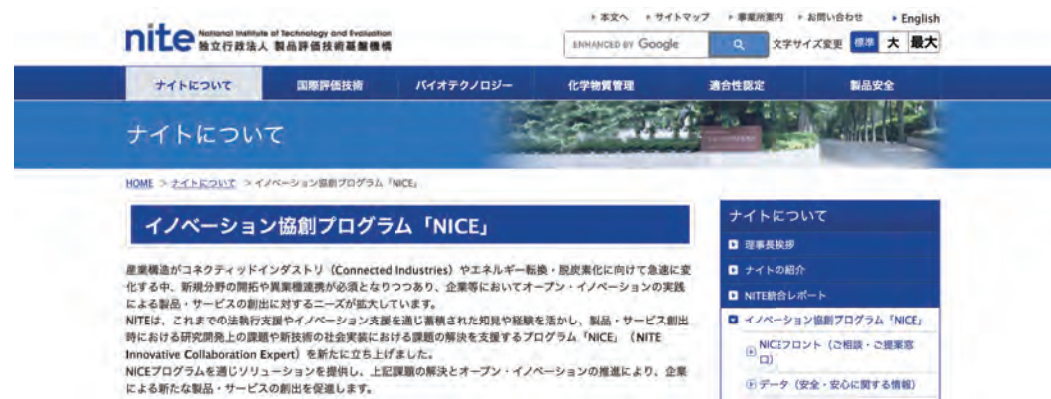 本文へ サイトマップ 事業所案内 お問い合わせ English
nite National Institute of Technology and Evaluation
独立行政法人 製品評価技術基盤機構
ENHANCED BY Google 文字サイズ変更 標準 大 最大
ナイトについて 国際評価技術 バイオテクノロジー 化学物質管理 適合性認定 製品安全
ナイトについて
HOME > ナイトについて > イノベーション協創プログラム「NICE」
イノベーション協創プログラム「NICE」
産業構造がコネクティッドインダストリ（Connected Industries）やエネルギー転換・脱炭素化に向けて急速に変
化する中、新規分野の開拓や異業種連携が必須となりつつあり、企業等においてオープン・イノベーションの実践
による製品・サービスの創出に対するニーズが拡大しています。
NITEは、これまでの法執行支援やイノベーション支援を通じ蓄積された知見や経験を活かし、製品・サービス創出
時における研究開発上の課題や新技術の社会実装における課題の解決を支援するプログラム「NICE」（NITE
Innovative Collaboration Expert）を新たに立ち上げました。
NICEプログラムを通じソリューションを提供し、上記課題の解決とオープン・イノベーションの推進により、企業
による新たな製品・サービスの創出を促進します。
ナイトについて
理事長挨拶
ナイトの紹介
NITE統合レポート
イノベーション協創プログラム「NICE」
NICEフロント（ご相談・ご提案窓
口）
データ（安全・安心に関する情報）